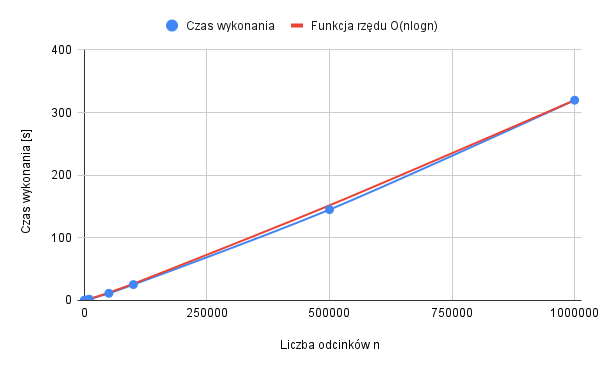 Czas wykonania Funkcja rzędu O(nlogn)
400
300
200
100
0
Czas wykonania [s]
0 250000 500000 750000 1000000
Liczba odcinków n